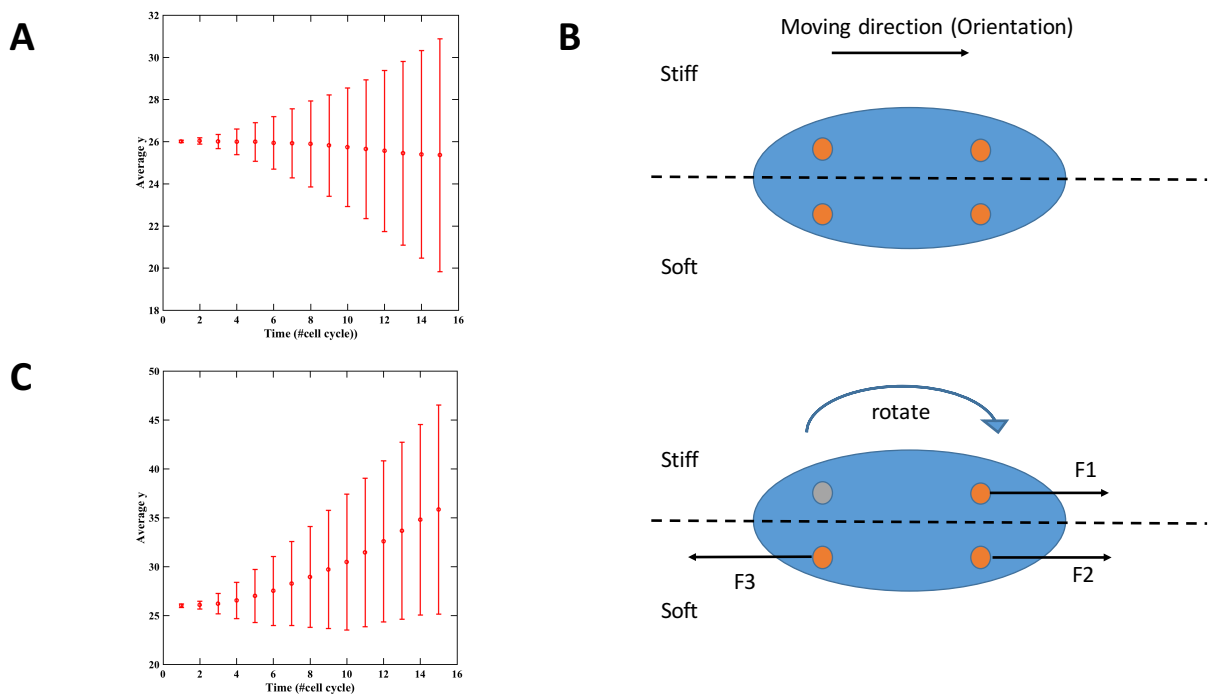 A
32
30
28
26
24
22
20
18
Average y
0 2 4 6 8 10 12 14 16
Time (#cell cycle))
B
Moving direction (Orientation)
Stiff
Soft
C
50
45
40
35
30
25
20
Average y
0 2 4 6 8 10 12 14 16
Time (#cell cycle)
rotate
Stiff
F1
F3
F2
Soft